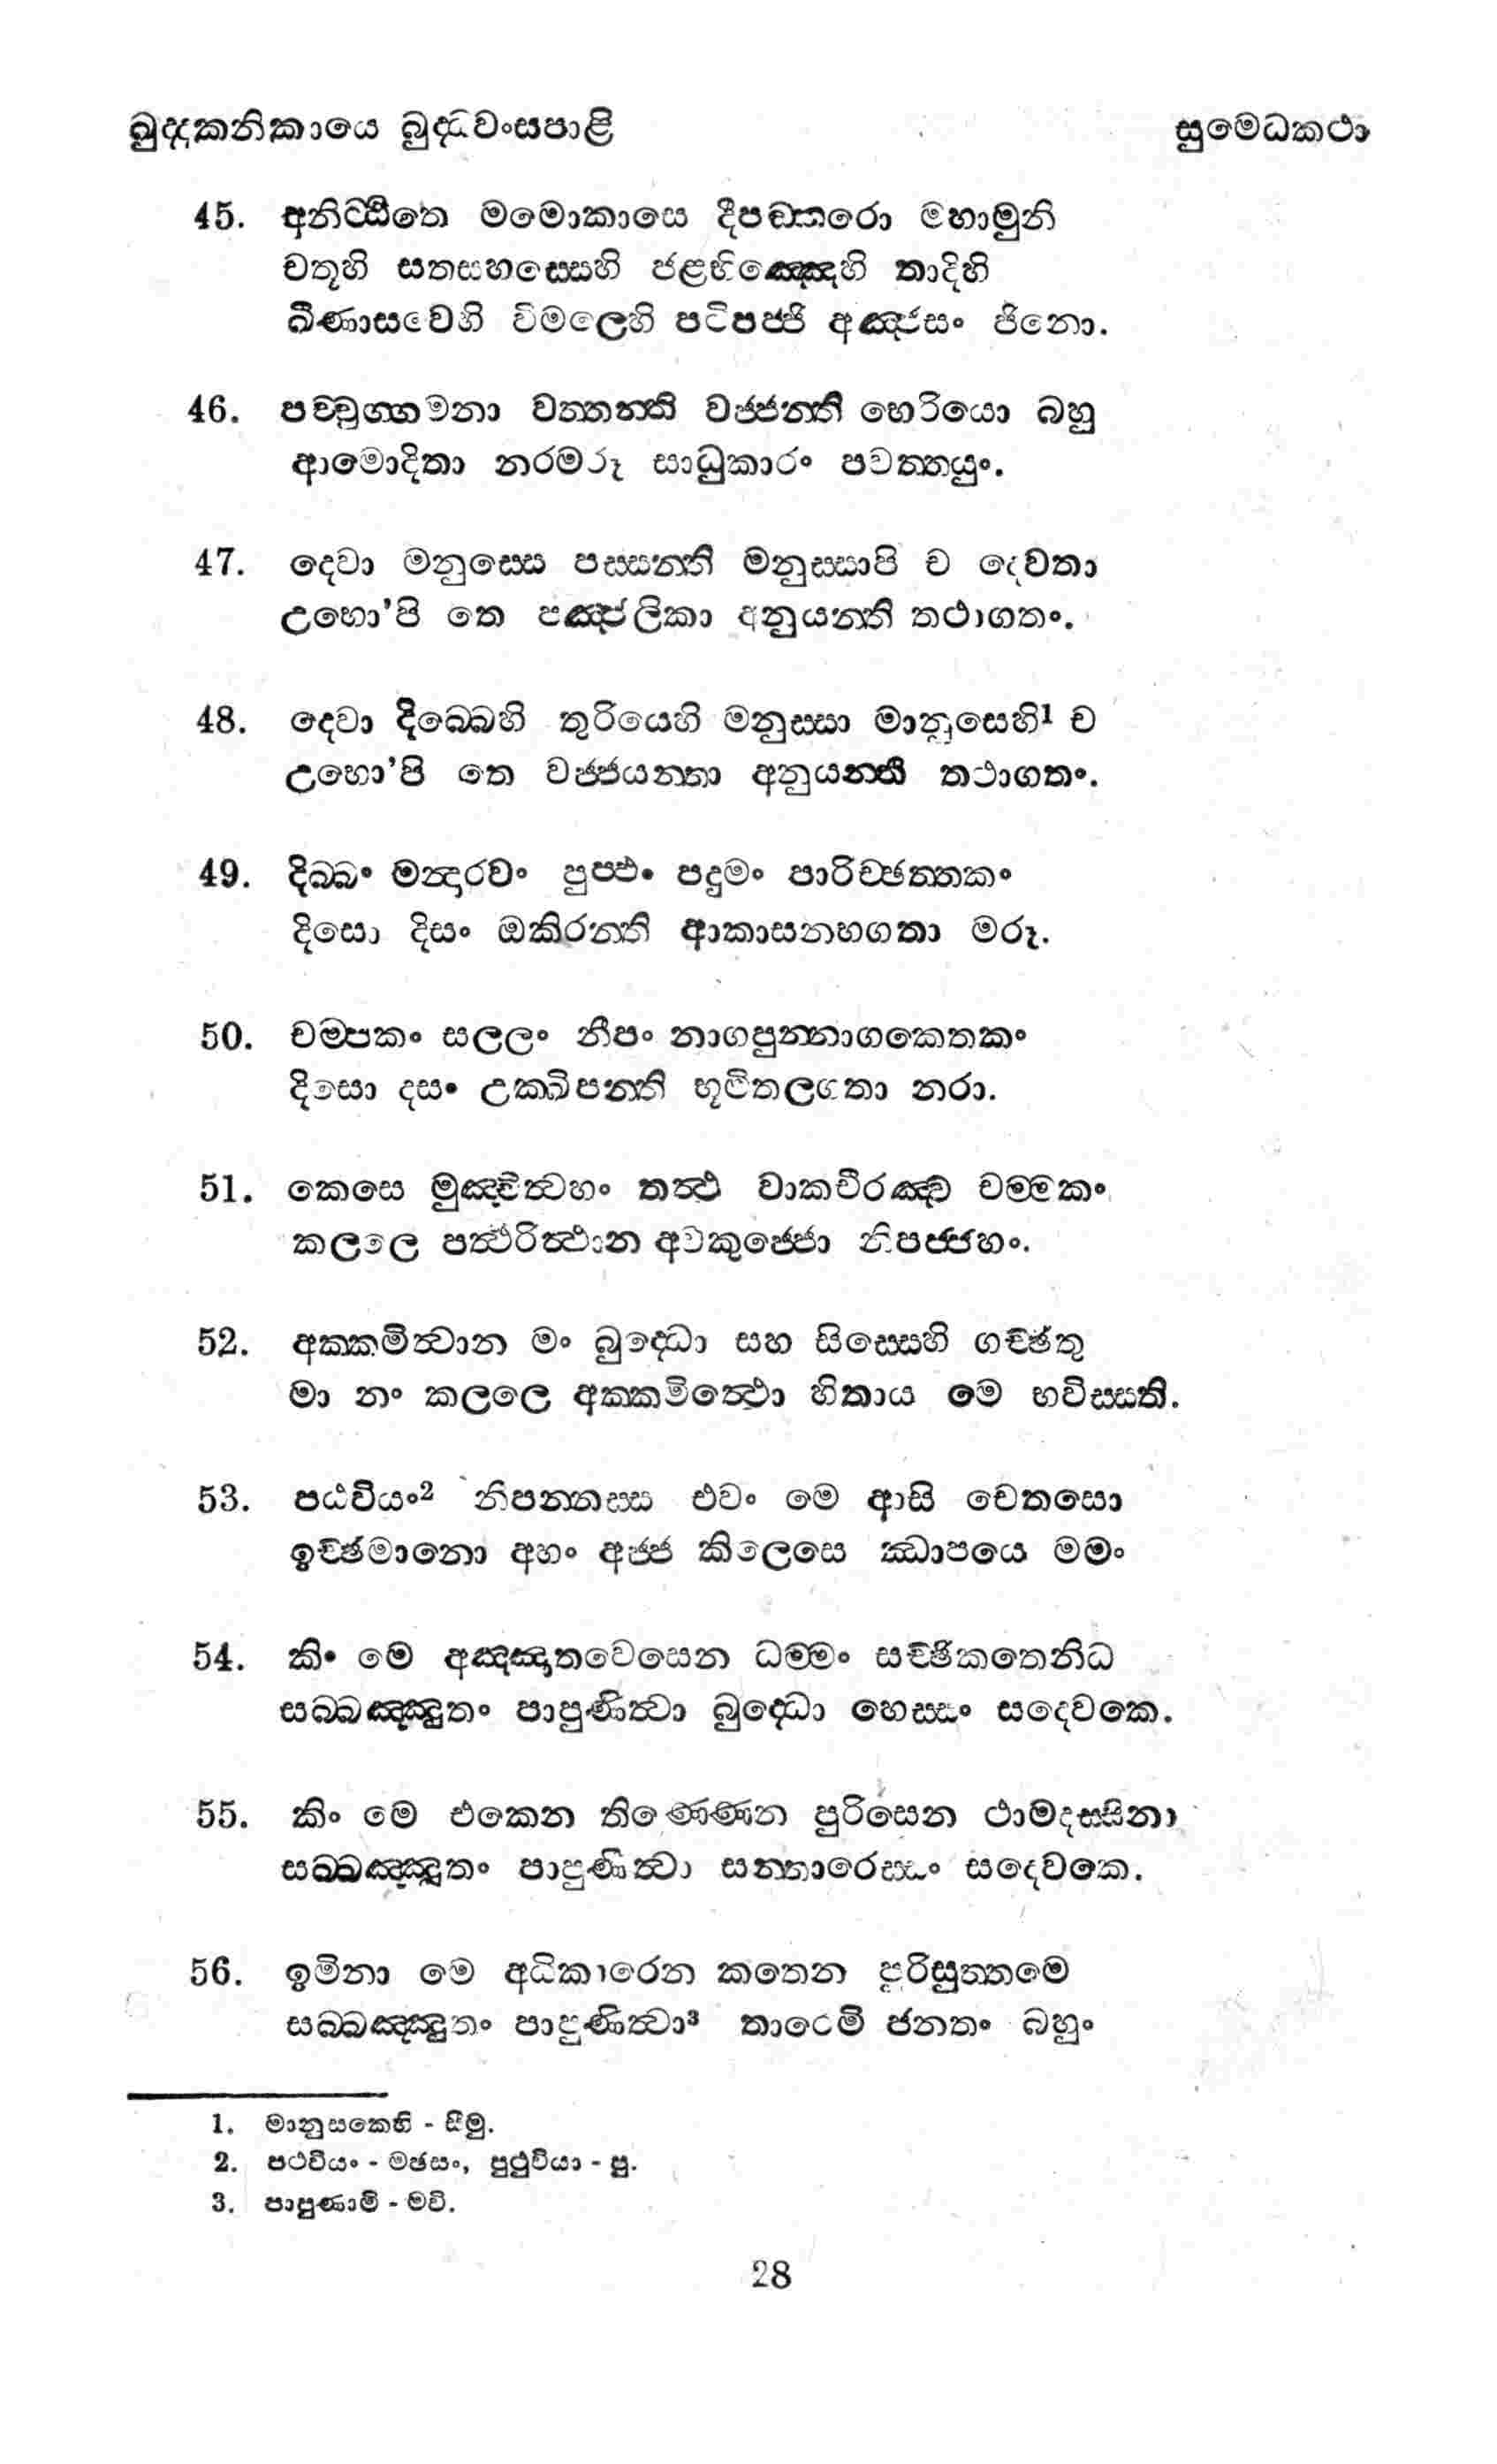 ඛුද්දකනිකායෙ බුද්ධවංසපාළි සුමෙධකථා
45. අනිට්ඨිතෙ මමොකාසෙ දීපඞ්කරො මහාමුනි
චතූහි සතසහස්සෙහි ඡළභිඤ්ඤෙහි තාදිහි
ඛීණාසවෙහි විමලෙහි පටිපජ්ජි අඤ්ජසං ජිනො.
46. පච්චුග්ගමනා වත්තන්ති වජ්ජන්ති භෙරියො බහු
ආමොදිතා නරමරූ සාධුකාරං පවත්තයුං.
47. දෙවා මනුස්සෙ පස්සන්ති මනුස්සාපි ච දෙවතා
උභො'පි තෙ පඤ්ජලිකා අනුයන්ති තථාගතං.
48. දෙවා දිබ්බෙහි තුරියෙහි මනුස්සා මානුසෙහි1 ච
උභො'පි තෙ වජ්ජයන්තා අනුයන්ති තථාගතං.
49. දිබ්බං මන්දාරවං පුප්ඵං පදුමං පාරිච්ඡත්තකං
දිසො දිසං ඔකිරන්ති ආකාසනභගතා මරූ.
50. චම්පකං සලලං නීපං නාගපුන්නාගකෙතකං
දිසො දසං උක්ඛිපන්ති භූමිතලගතා නරා.
51. කෙසෙ මුඤ්චිත්වහං තත්ථ වාකචීරඤ්ච චම්මකං
කලලෙ පත්ථරිත්ථාන අවකුජ්ජො නිපජ්ජහං.
52. අක්කමිත්වාන මං බුද්ධො සහ සිස්සෙහි ගච්ඡතු
මා නං කලලෙ අක්කමිත්ථො හිතාය මෙ භවිස්සති.
53. පඨවියං2 නිපන්නස්ස එවං මෙ ආසි චෙතසො
ඉච්ඡමානො අහං අජ්ජ කිලෙසෙ ඣාපයෙ මමං
54. කිං මෙ අඤ්ඤාතවෙසෙන ධම්මං සච්ඡිකතෙනිධ
සබ්බඤ්ඤුතං පාපුණිත්වා බුද්ධො හෙස්සං සදෙවකෙ.
55. කිං මෙ එකෙන තිණ්ණෙන පුරිසෙන ථාමදස්සිනා
සබ්බඤ්ඤුතං පාපුණිත්වා සන්තාරෙස්සං සදෙවකෙ.
56. ඉමිනා මෙ අධිකාරෙන කතෙන පුරිසුත්තමෙ
සබ්බඤ්ඤුතං පාපුණිත්වා3 තාරෙමි ජනතං බහුං
1. මානුසකෙහි - සීමු.
2. පථවියං - මඡසං, පුථුවියා - පු.
3. පාපුණාමි - මවි.
28